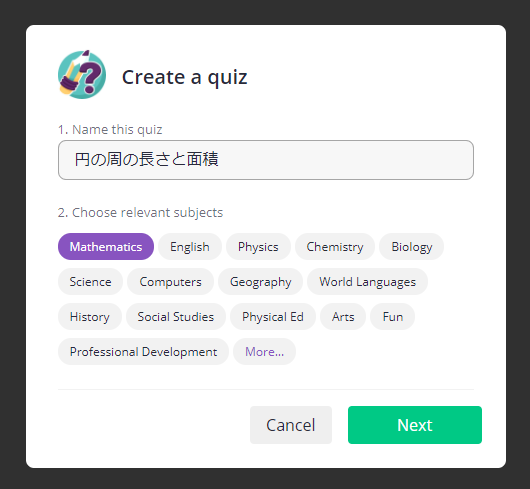 Create a quiz
1. Name this quiz
円の周の長さと面積
2. Choose relevant subjects
Mathematics English Physics Chemistry Biology
Science Computers Geography World Languages
History Social Studies Physical Ed Arts Fun
Professional Development More...
Cancel Next